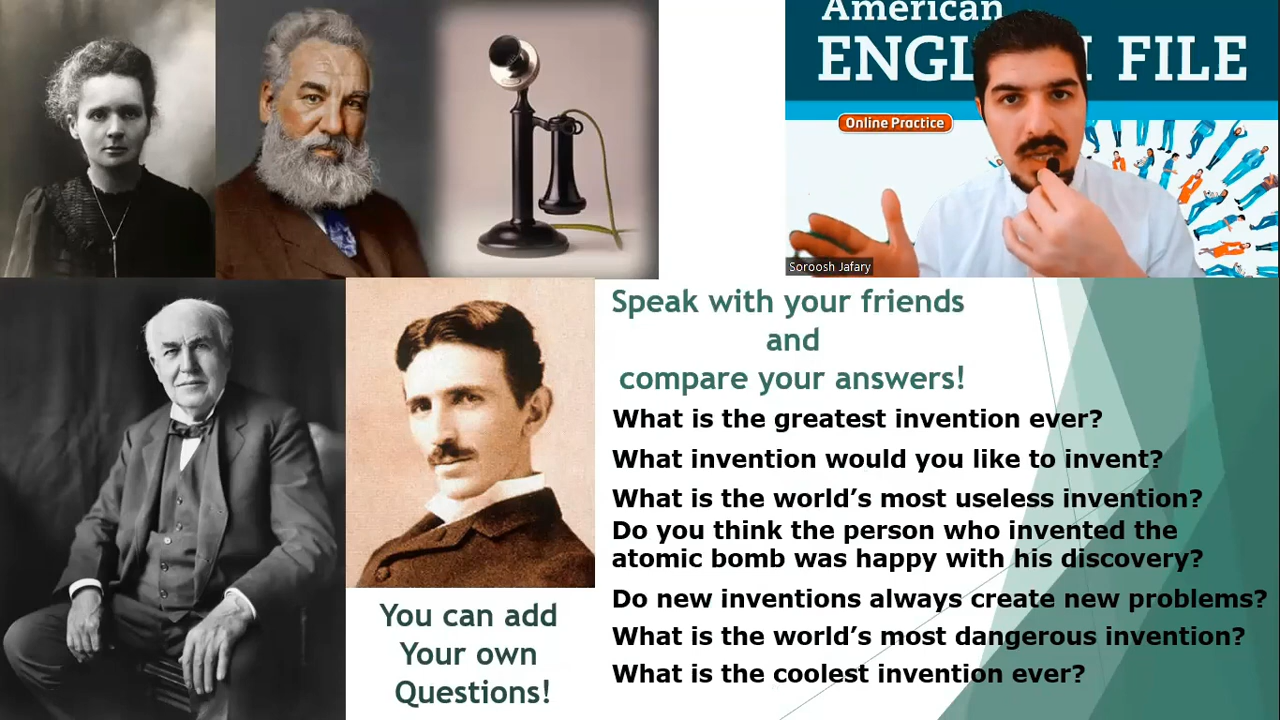 American
ENGL FILE
Online Practice
Soroosh Jafary
Speak with your friends
and
compare your answers!
What is the greatest invention ever?
What invention would you like to invent?
What is the world’s most useless invention?
Do you think the person who invented the
atomic bomb was happy with his discovery?
Do new inventions always create new problems?
What is the world’s most dangerous invention?
What is the coolest invention ever?
You can add
Your own
Questions!